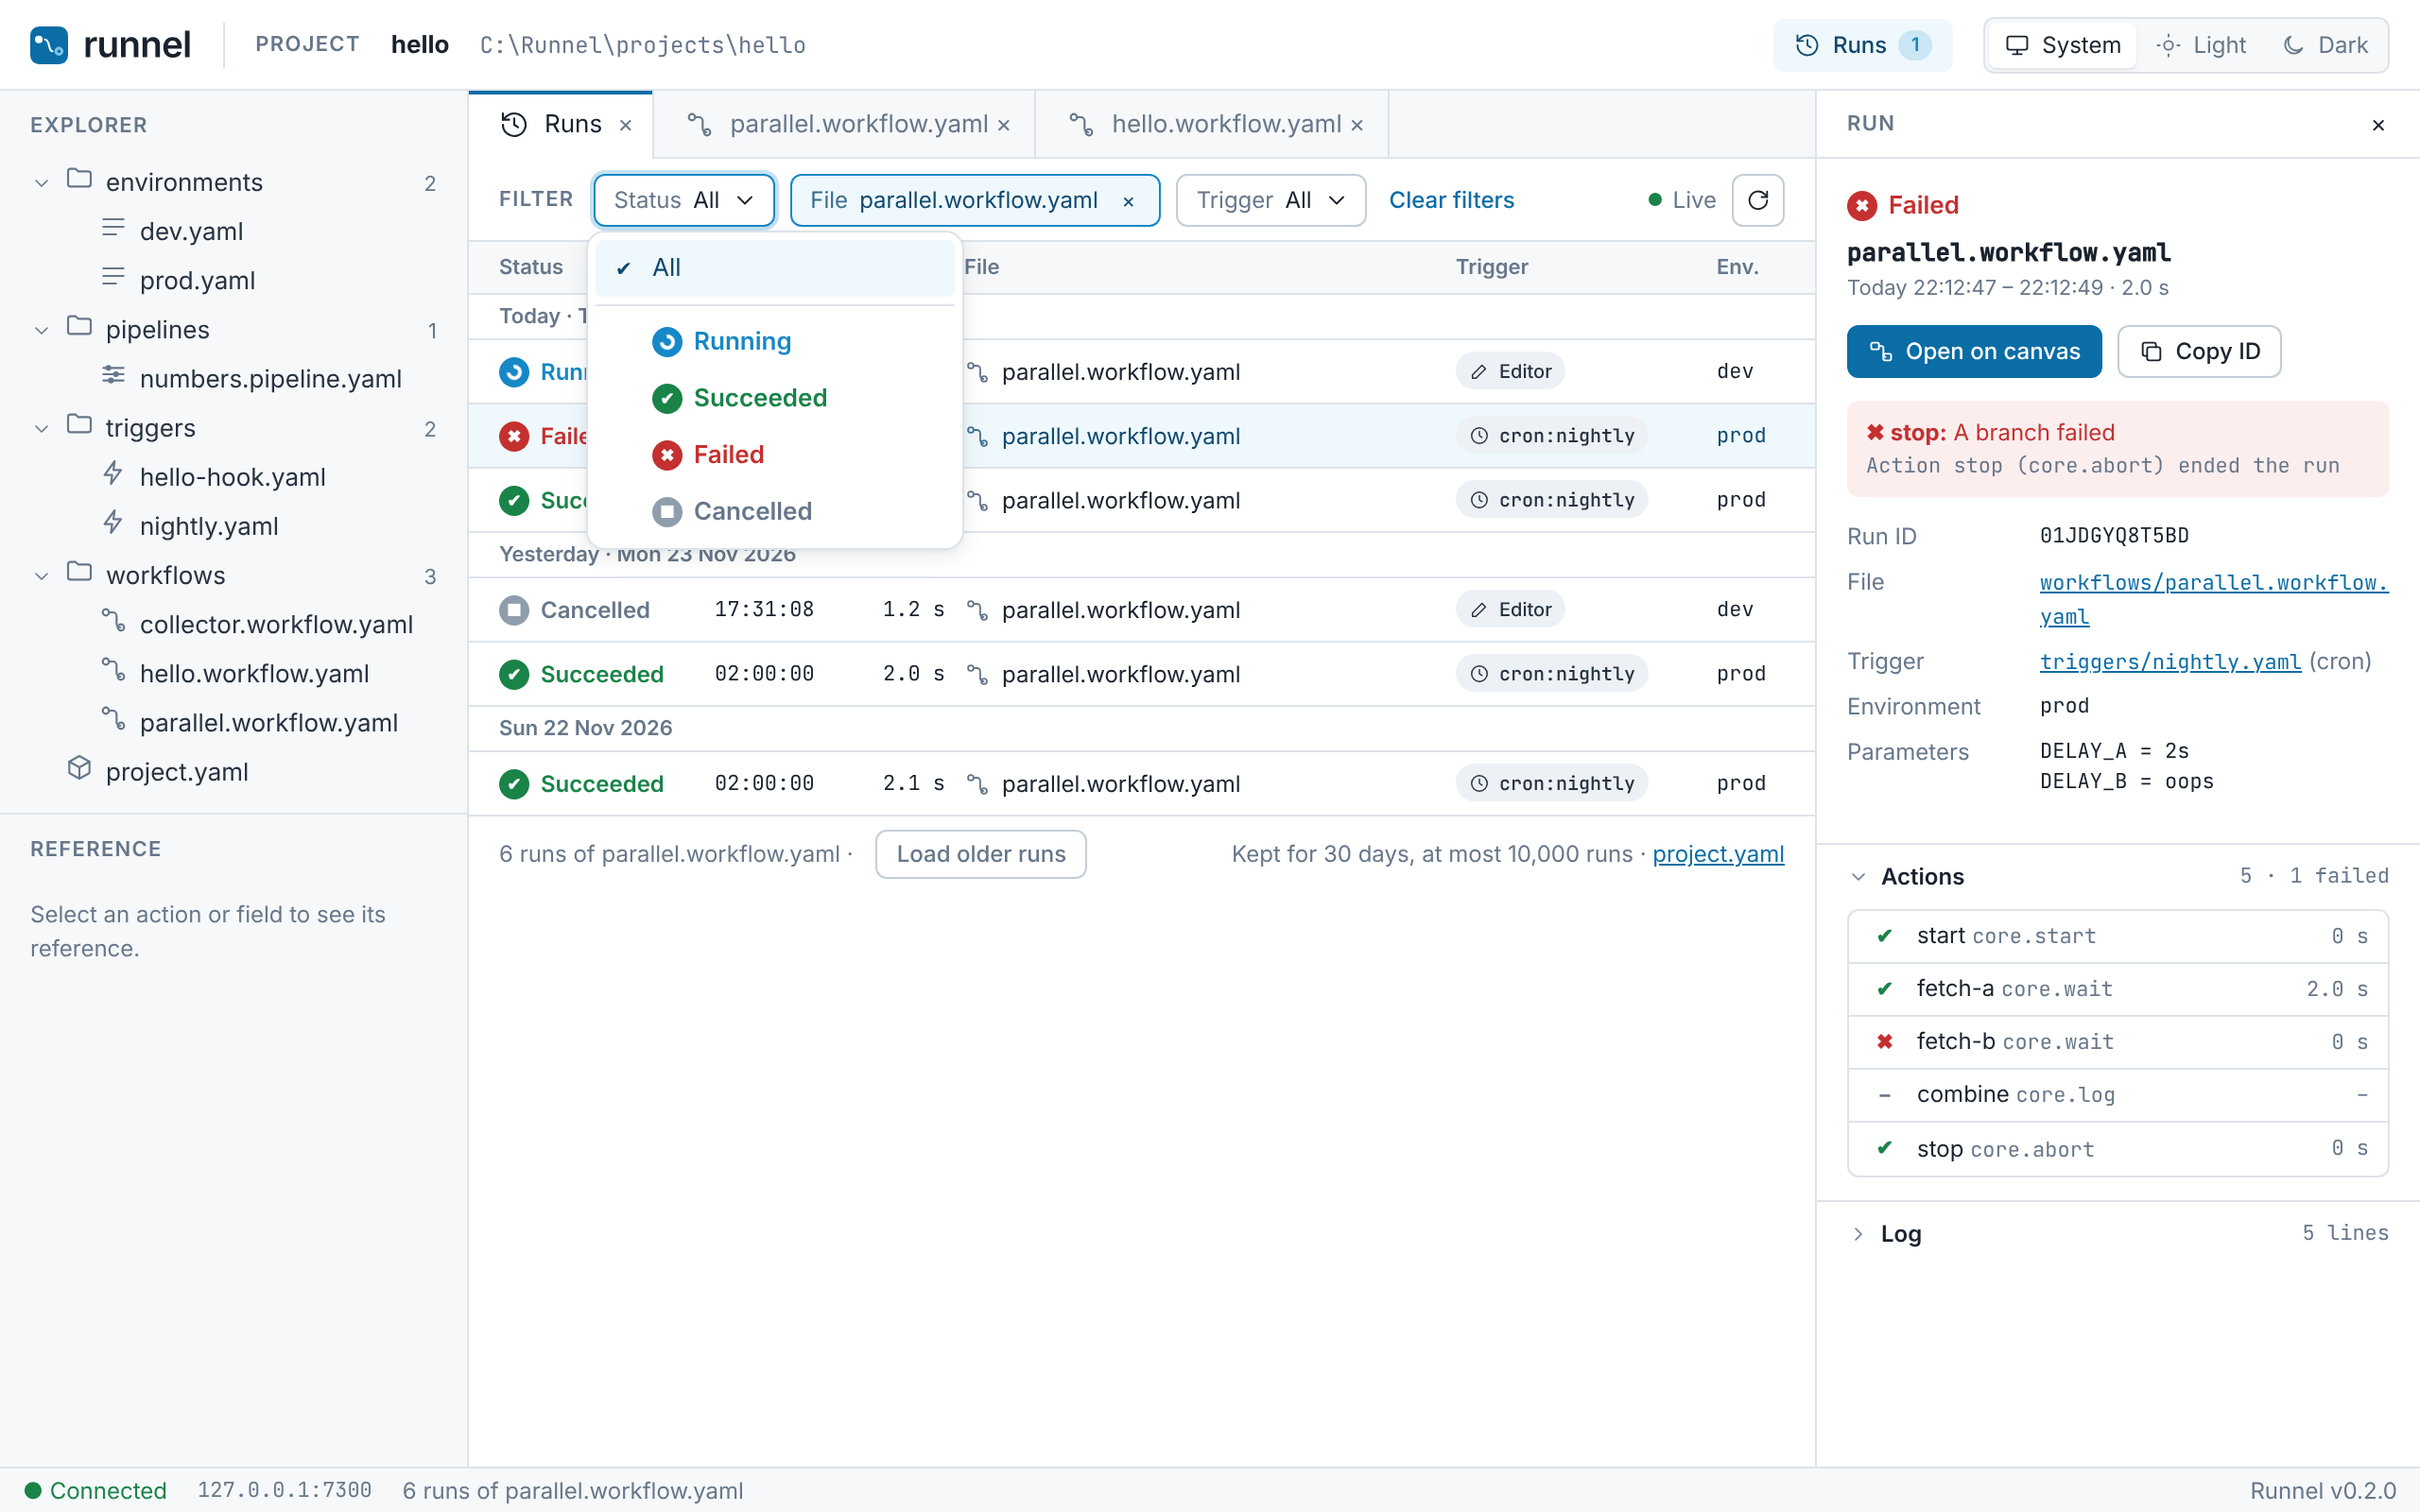 runnel PROJECT hello C:\Runnel\projects\hello Runs 1 System Light Dark
EXPLORER
environments 2
dev.yaml
prod.yaml
pipelines 1
numbers.pipeline.yaml
triggers 2
hello-hook.yaml
nightly.yaml
workflows 3
collector.workflow.yaml
hello.workflow.yaml
parallel.workflow.yaml
project.yaml
REFERENCE
Select an action or field to see its
reference.
Runs × parallel.workflow.yaml × hello.workflow.yaml ×
FILTER Status All File parallel.workflow.yaml × Trigger All Clear filters Live
Status File Trigger Env.
✔ All
Running
Succeeded
Failed
Cancelled
Today ·
parallel.workflow.yaml Editor dev
parallel.workflow.yaml cron:nightly prod
parallel.workflow.yaml cron:nightly prod
Yesterday · Mon 23 Nov 2026
Cancelled 17:31:08 1.2 s parallel.workflow.yaml Editor dev
Succeeded 02:00:00 2.0 s parallel.workflow.yaml cron:nightly prod
Sun 22 Nov 2026
Succeeded 02:00:00 2.1 s parallel.workflow.yaml cron:nightly prod
6 runs of parallel.workflow.yaml · Load older runs Kept for 30 days, at most 10,000 runs · project.yaml
RUN ×
Failed
parallel.workflow.yaml
Today 22:12:47 – 22:12:49 · 2.0 s
Open on canvas Copy ID
✖ stop: A branch failed
Action stop (core.abort) ended the run
Run ID 01JDGYQ8T5BD
File workflows/parallel.workflow.
yaml
Trigger triggers/nightly.yaml (cron)
Environment prod
Parameters DELAY_A = 2s
DELAY_B = oops
Actions 5 · 1 failed
✔ start core.start 0 s
✔ fetch-a core.wait 2.0 s
✖ fetch-b core.wait 0 s
– combine core.log –
✔ stop core.abort 0 s
Log 5 lines
Connected 127.0.0.1:7300 6 runs of parallel.workflow.yaml Runnel v0.2.0